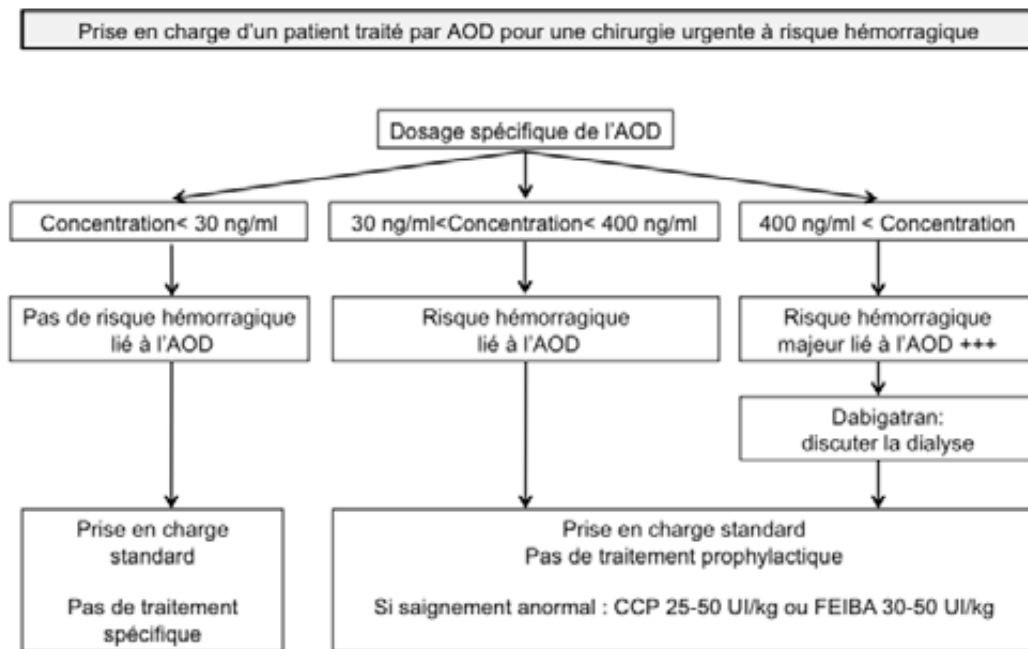 Prise en charge d'un patient traité par AOD pour une chirurgie urgente à risque hémorragique
Dosage spécifique de l'AOD
Concentration< 30 ng/ml
30 ng/ml<Concentration< 400 ng/ml
400 ng/ml < Concentration
Pas de risque hémorragique
lié à l'AOD
Risque hémorragique
lié à l'AOD
Risque hémorragique
majeur lié à l'AOD +++
Dabigatran:
discuter la dialyse
Prise en charge
standard
Pas de traitement
spécifique
Prise en charge standard
Pas de traitement prophylactique
Si saignement anormal : CCP 25-50 UI/kg ou FEIBA 30-50 UI/kg